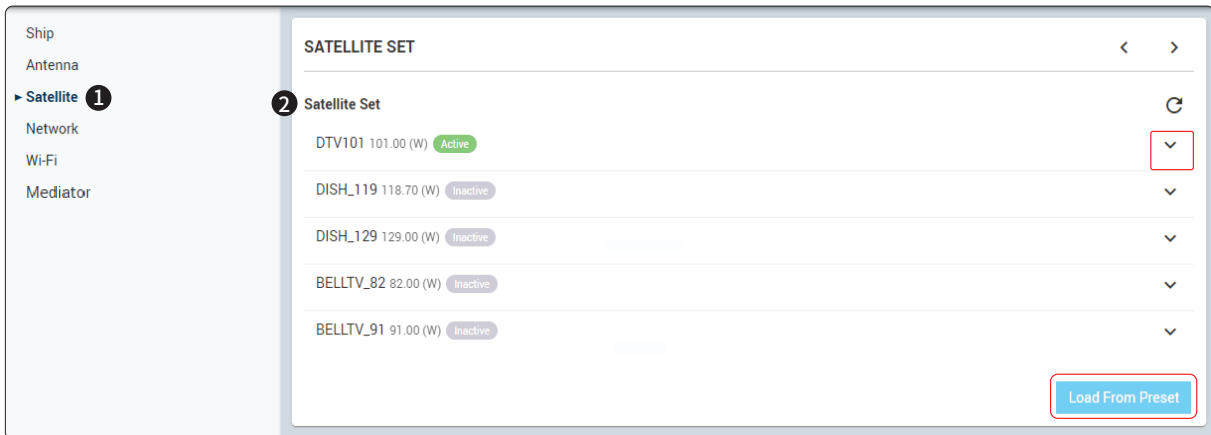 Ship
Antenna
▸ Satellite 1
Network
Wi-Fi
Mediator
SATELLITE SET
2 Satellite Set
DTV101 101.00 (W) Active
DISH_119 118.70 (W) Inactive
DISH_129 129.00 (W) Inactive
BELLTV_82 82.00 (W) Inactive
BELLTV_91 91.00 (W) Inactive
Load From Preset